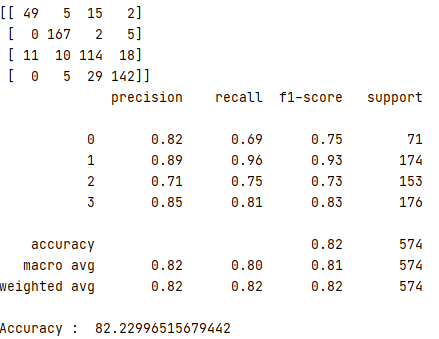 [[ 49   5  15   2]
 [  0 167   2   5]
 [ 11  10 114  18]
 [  0   5  29 142]]
              precision    recall  f1-score   support

           0       0.82      0.69      0.75        71
           1       0.89      0.96      0.93       174
           2       0.71      0.75      0.73       153
           3       0.85      0.81      0.83       176

    accuracy                           0.82       574
   macro avg       0.82      0.80      0.81       574
weighted avg       0.82      0.82      0.82       574

Accuracy :  82.22996515679442